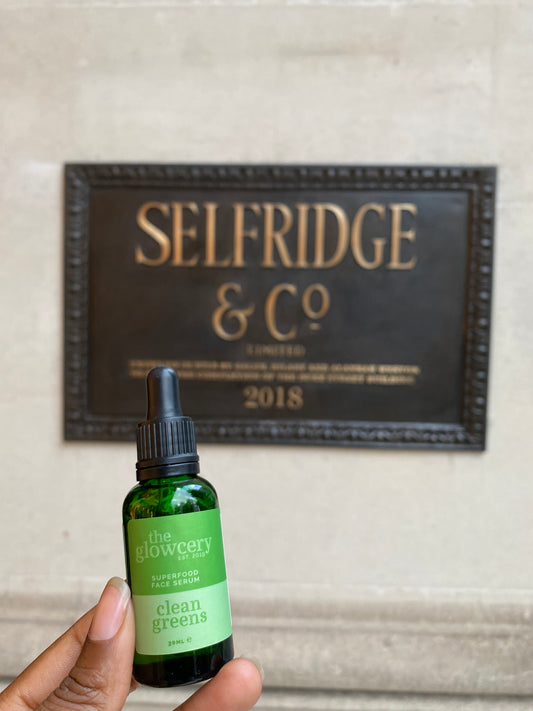 SELFRIDGE
& Cº
LIMITED
2018
the
glowcery
EST. 2019
SUPERFOOD
FACE SERUM
clean
greens
30ML e